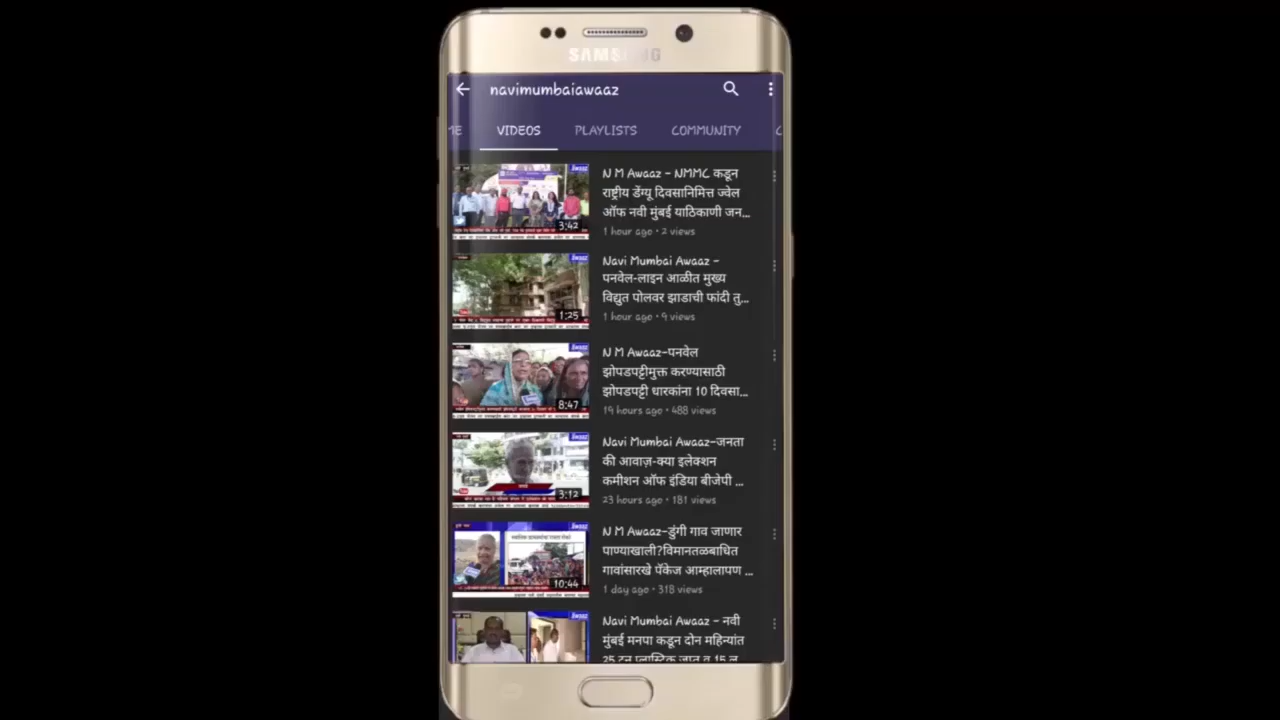 SAMSUNG
navimumbaiawaaz
VIDEOS
PLAYLISTS
COMMUNITY
N M Awaaz - NMMC कडून
राष्ट्रीय डेंग्यू दिवसानिमित्त ज्वेल
ऑफ नवी मुंबई याठिकाणी जन...
1 hour ago • 2 views
3:42
Navi Mumbai Awaaz -
पनवेल-लाइन आळीत मुख्य
विद्युत पोलवर झाडाची फांदी तु...
1 hour ago • 9 views
1:25
N M Awaaz-पनवेल
झोपडपट्टीमुक्त करण्यासाठी
झोपडपट्टी धारकांना 10 दिवसा...
19 hours ago • 488 views
8:47
Navi Mumbai Awaaz-जनता
की आवाज़-क्या इलेक्शन
कमीशन ऑफ इंडिया बीजेपी ...
23 hours ago • 181 views
3:12
N M Awaaz-डुंगी गाव जाणार
पाण्याखाली?विमानतळबाधित
गावांसारखे पॅकेज आम्हालापण ...
1 day ago • 318 views
10:44
Navi Mumbai Awaaz - नवी
मुंबई मनपा कडून दोन महिन्यांत
25 टन प्लास्टिक जप्त व 15 ल